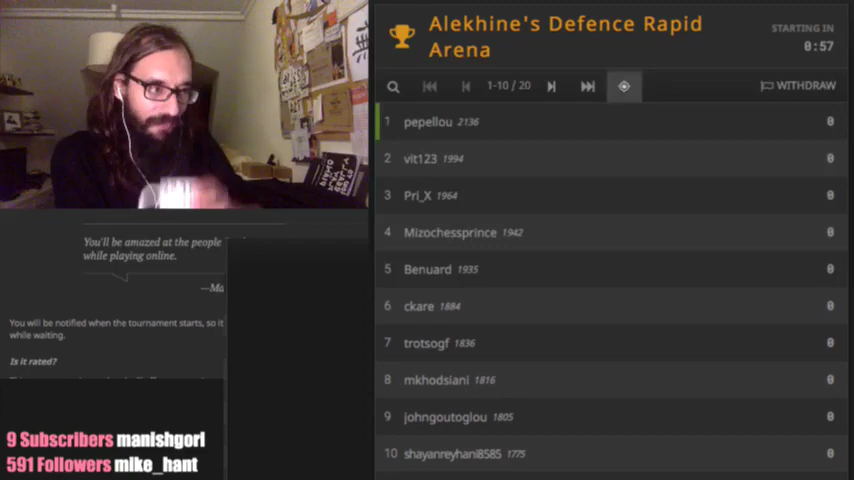 Alekhine's Defence Rapid
Arena
STARTING IN
0:57
1-10 / 20
WITHDRAW
1 pepellou 2136 0
2 vit123 1994 0
3 Pri_X 1964 0
4 Mizochessprince 1942 0
5 Benuard 1935 0
6 ckare 1884 0
7 trotsogf 1836 0
8 mkhodsiani 1816 0
9 johngoutoglou 1805 0
10 shayanreyhani8585 1775 0
You'll be amazed at the people
while playing online.
—Ma
You will be notified when the tournament starts, so it
while waiting.
Is it rated?
9 Subscribers manishgorl
591 Followers mike_hant